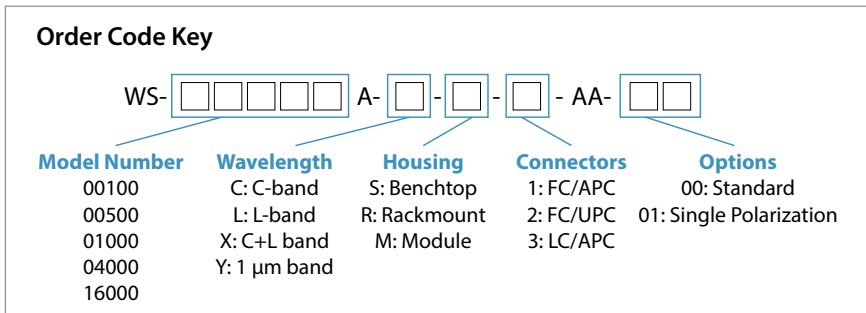 Order Code Key
WS- □□□□□ A- □ - □ - □ - AA- □□
Model Number Wavelength Housing Connectors Options
00100 C: C-band S: Benchtop 1: FC/APC 00: Standard
00500 L: L-band R: Rackmount 2: FC/UPC 01: Single Polarization
01000 X: C+L band M: Module 3: LC/APC
04000 Y: 1 µm band
16000